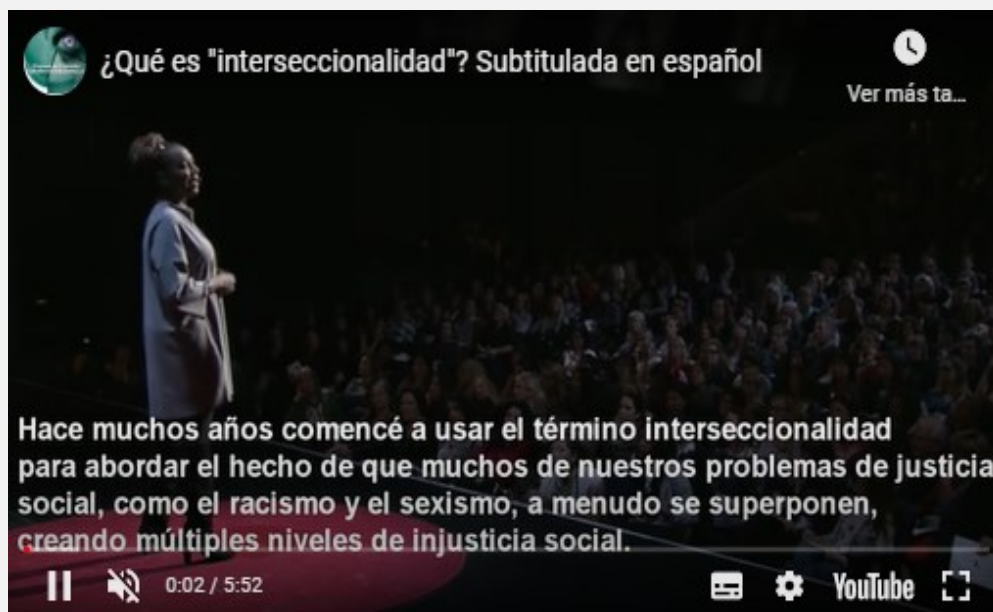 ¿Qué es "interseccionalidad"? Subtitulada en español
Ver más ta...
Hace muchos años comencé a usar el término interseccionalidad
para abordar el hecho de que muchos de nuestros problemas de justicia
social, como el racismo y el sexismo, a menudo se superponen,
creando múltiples niveles de injusticia social.
0:02 / 5:52
YouTube